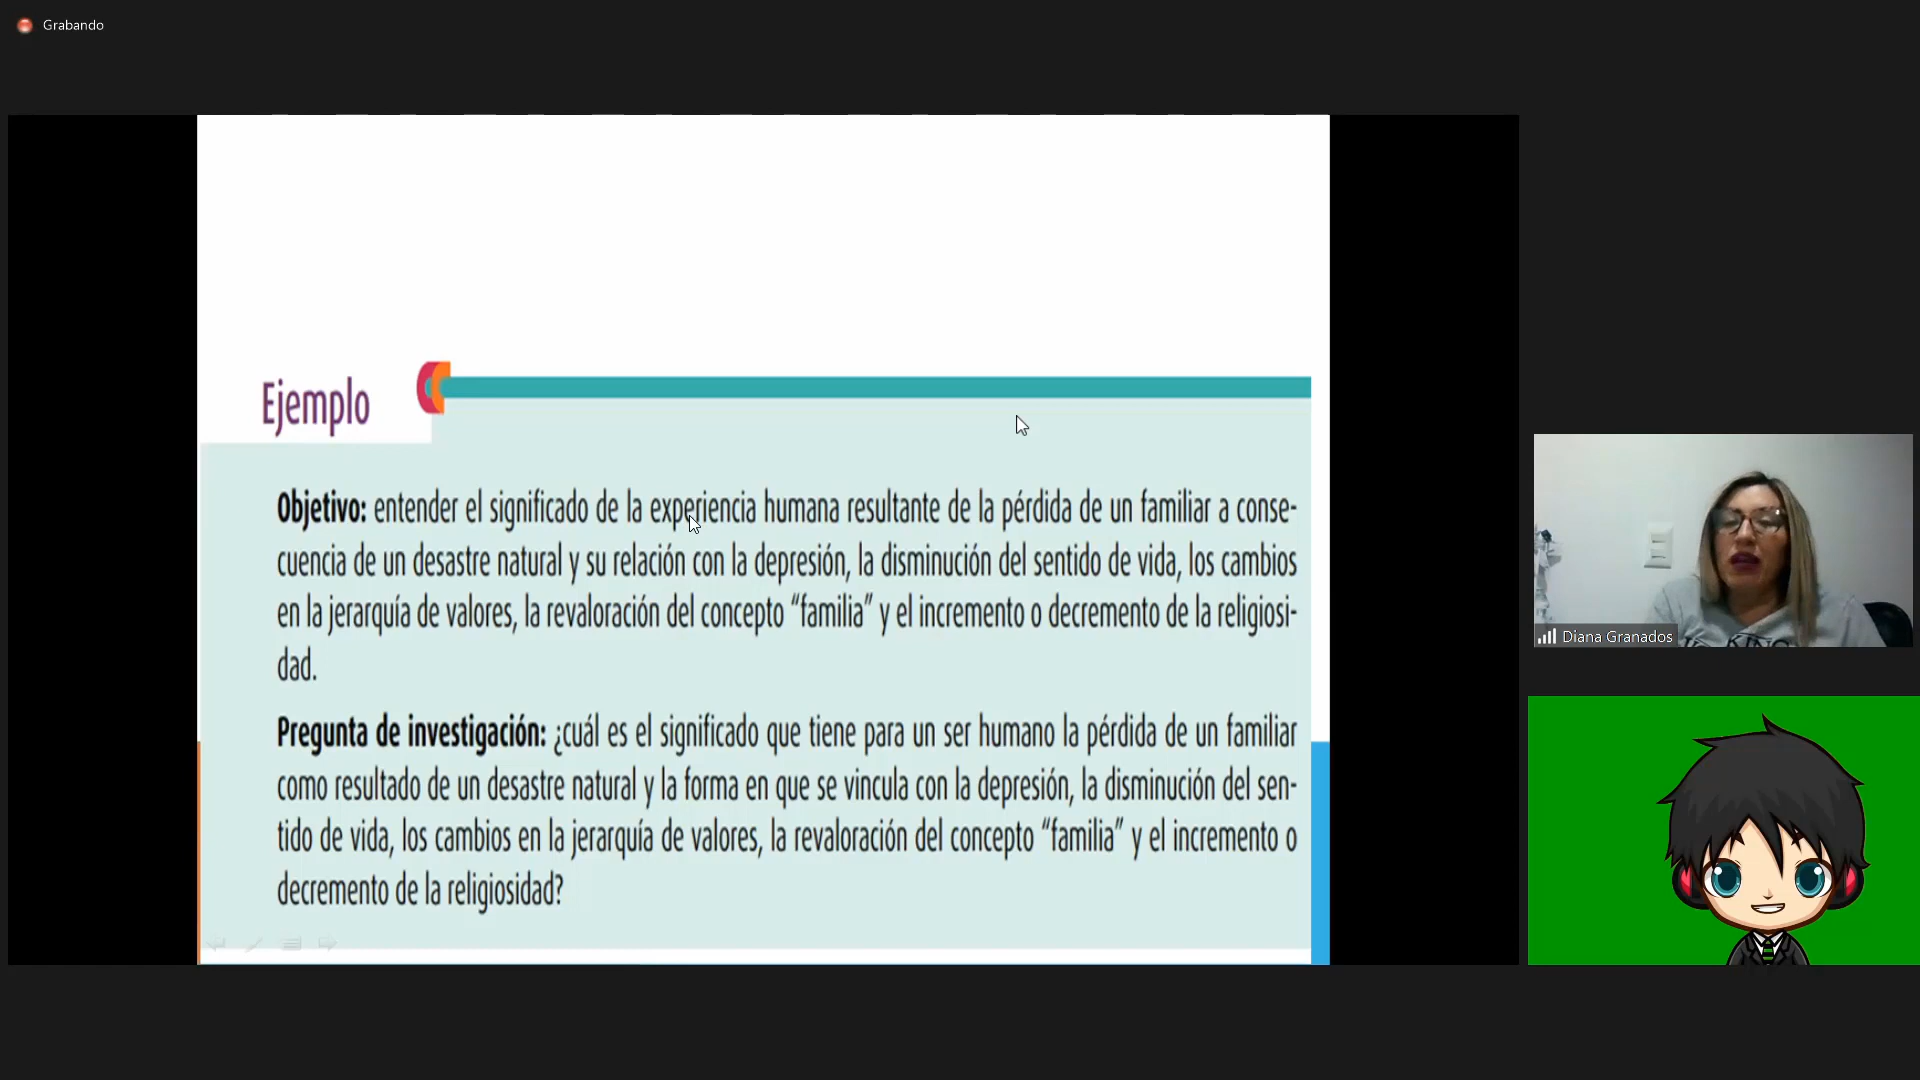 Grabando
Ejemplo
Objetivo: entender el significado de la experiencia humana resultante de la pérdida de un familiar a conse-
cuencia de un desastre natural y su relación con la depresión, la disminución del sentido de vida, los cambios
en la jerarquía de valores, la revaloración del concepto “familia” y el incremento o decremento de la religiosi-
dad.
Pregunta de investigación: ¿cuál es el significado que tiene para un ser humano la pérdida de un familiar
como resultado de un desastre natural y la forma en que se vincula con la depresión, la disminución del sen-
tido de vida, los cambios en la jerarquía de valores, la revaloración del concepto “familia” y el incremento o
decremento de la religiosidad?
Diana Granados